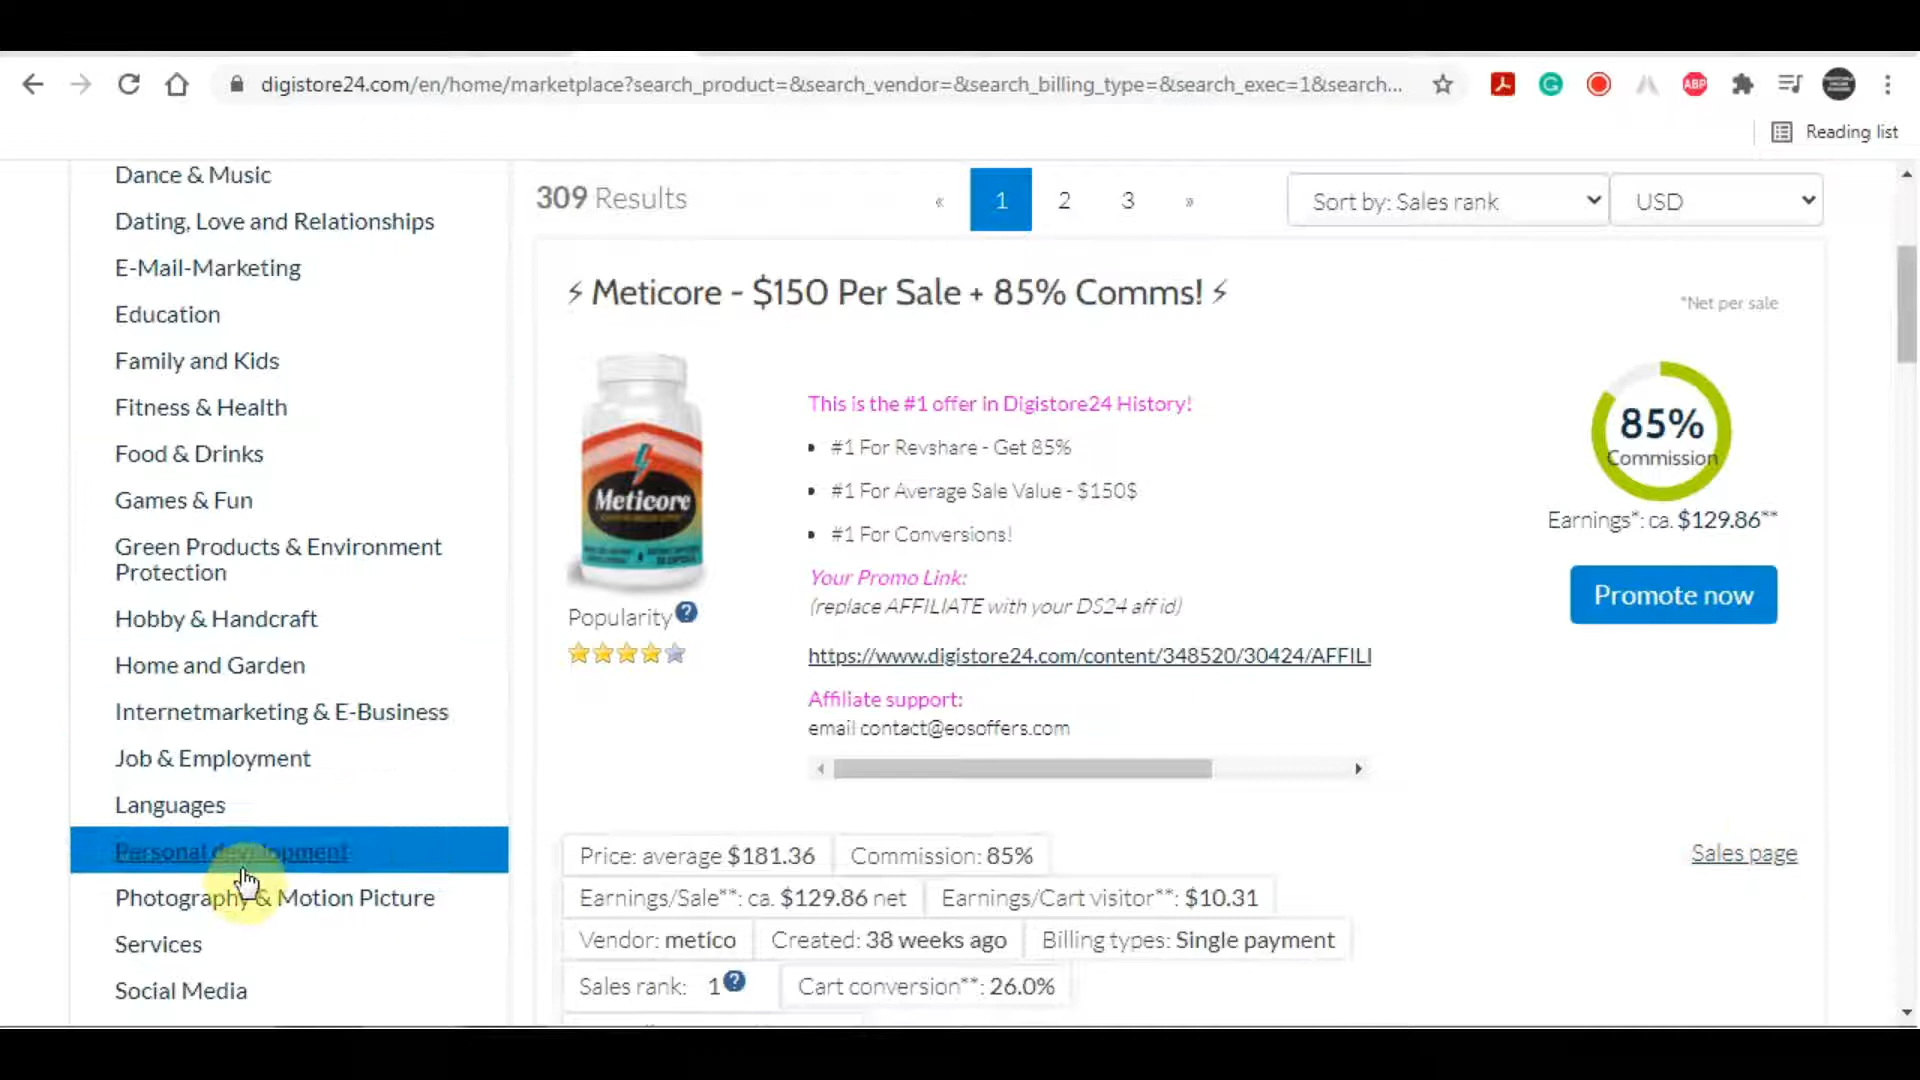 digistore24.com/en/home/marketplace?search_product=&search_vendor=&search_billing_type=&search_exec=1&search...
ABP
Reading list
Dance & Music
Dating, Love and Relationships
E-Mail-Marketing
Education
Family and Kids
Fitness & Health
Food & Drinks
Games & Fun
Green Products & Environment
Protection
Hobby & Handcraft
Home and Garden
Internetmarketing & E-Business
Job & Employment
Languages
Personal development
Photography & Motion Picture
Services
Social Media
309 Results
« 1 2 3 »
Sort by: Sales rank
USD
⚡ Meticore - $150 Per Sale + 85% Comms! ⚡
*Net per sale
Meticore
Popularity ?
This is the #1 offer in Digistore24 History!
• #1 For Revshare - Get 85%
• #1 For Average Sale Value - $150$
• #1 For Conversions!
Your Promo Link:
(replace AFFILIATE with your DS24 aff id)
https://www.digistore24.com/content/348520/30424/AFFILI
Affiliate support:
email contact@eosoffers.com
85%
Commission
Earnings*: ca. $129.86**
Promote now
Price: average $181.36
Commission: 85%
Sales page
Earnings/Sale**: ca. $129.86 net
Earnings/Cart visitor**: $10.31
Vendor: metico
Created: 38 weeks ago
Billing types: Single payment
Sales rank: 1 ?
Cart conversion**: 26.0%